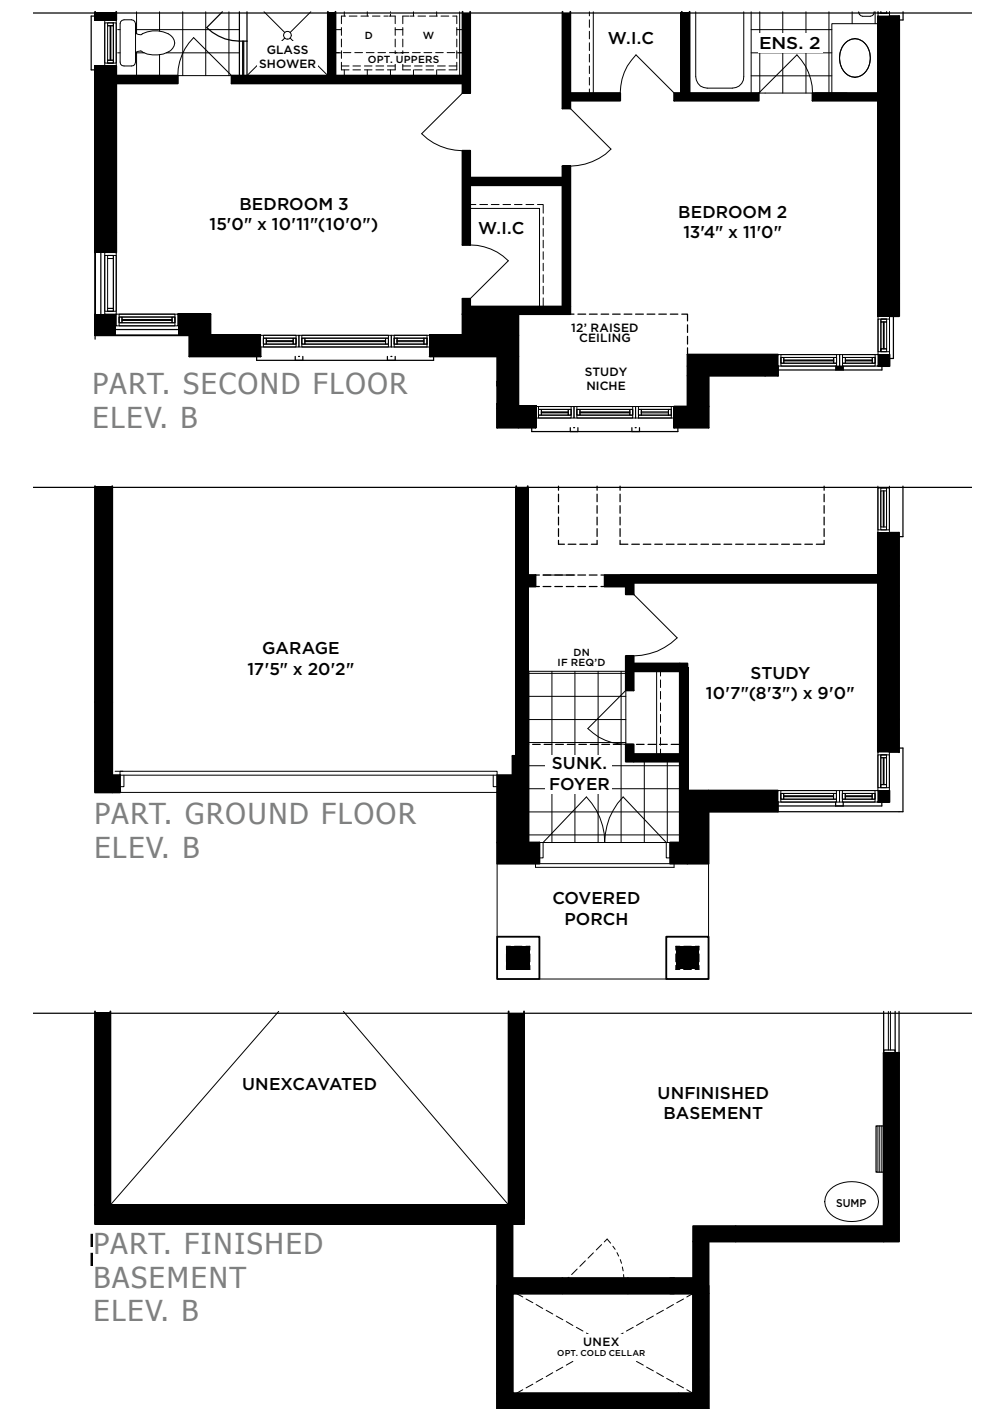 D W
OPT. UPPERS
GLASS
SHOWER
W.I.C
ENS. 2
BEDROOM 3
15'0" x 10'11"(10'0")
W.I.C
BEDROOM 2
13'4" x 11'0"
12' RAISED
CEILING
STUDY
NICHE
PART. SECOND FLOOR
ELEV. B
GARAGE
17'5" x 20'2"
DN
IF REQ'D
STUDY
10'7"(8'3") x 9'0"
SUNK.
FOYER
PART. GROUND FLOOR
ELEV. B
COVERED
PORCH
UNEXCAVATED
UNFINISHED
BASEMENT
SUMP
PART. FINISHED
BASEMENT
ELEV. B
UNEX
OPT. COLD CELLAR